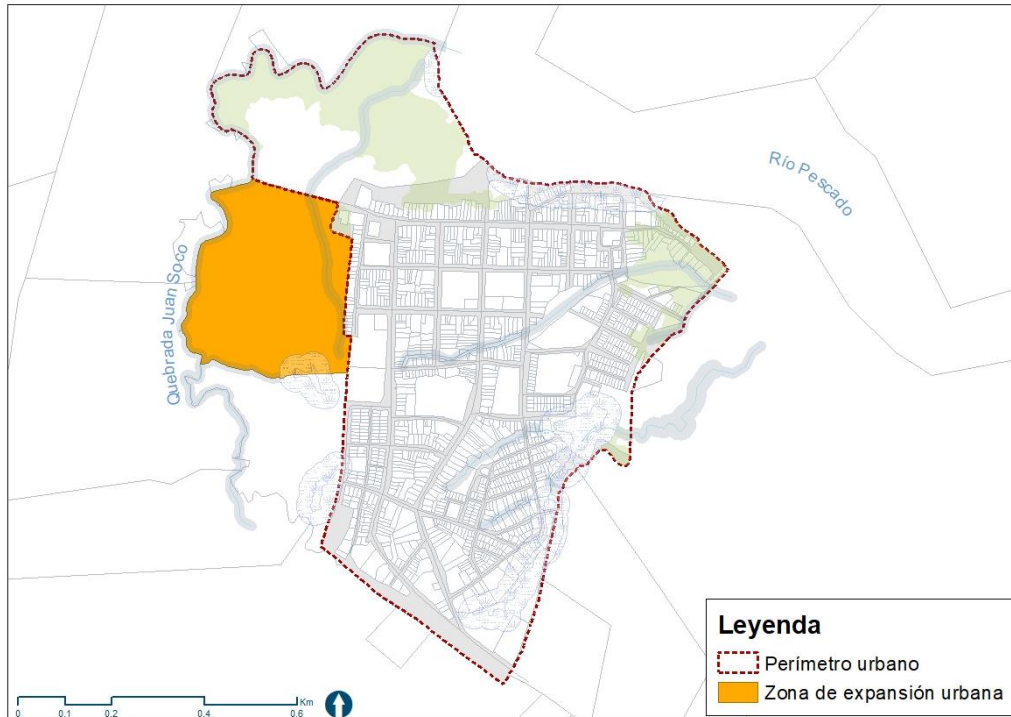 Río Pescado
Quebrada Juan Soco
Leyenda
Perímetro urbano
Zona de expansión urbana
Km
0 0.1 0.2 0.4 0.6